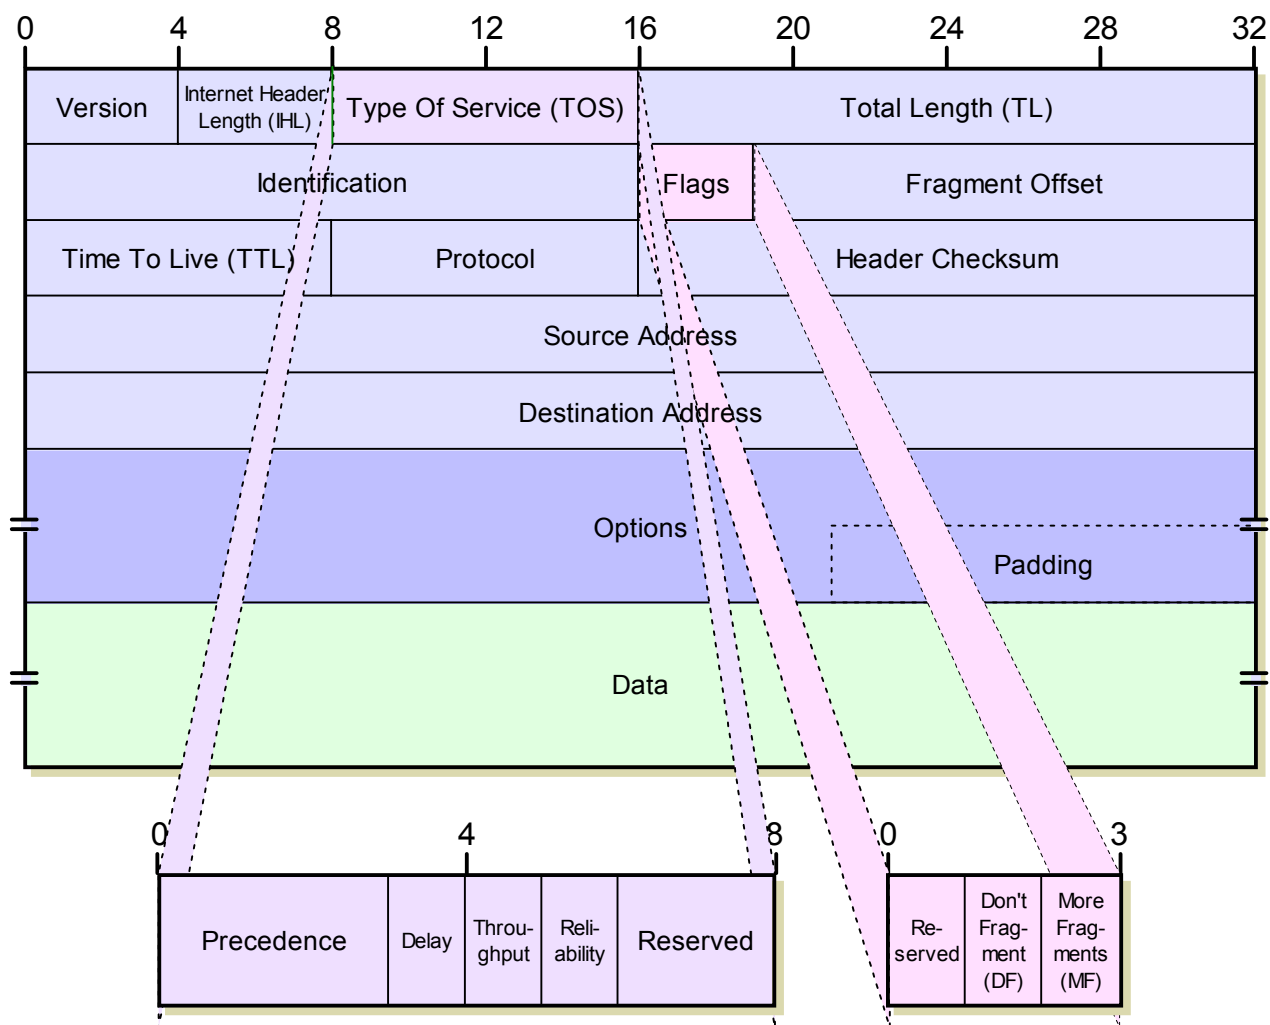 0 4 8 12 16 20 24 28 32
Version
Internet Header
Length (IHL)
Type Of Service (TOS)
Total Length (TL)
Identification
Flags
Fragment Offset
Time To Live (TTL)
Protocol
Header Checksum
Source Address
Destination Address
Options
Padding
Data
0 4 8
Precedence
Delay
Throu-
ghput
Reli-
ability
Reserved
0 3
Re-
served
Don't
Frag-
ment
(DF)
More
Frag-
ments
(MF)